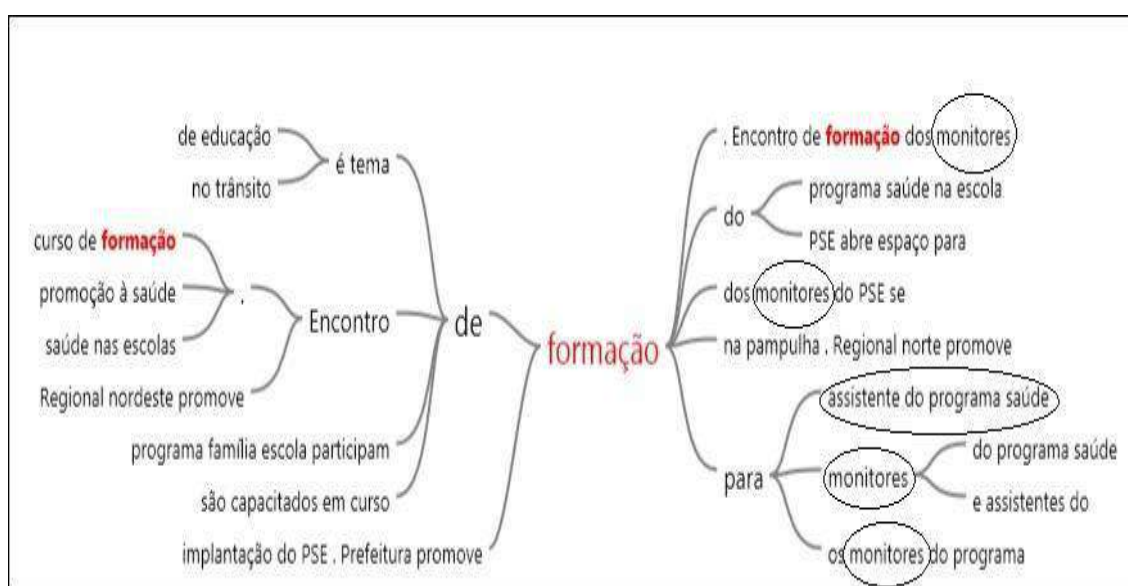 de educação
no trânsito
é tema
curso de formação
promoção à saúde
saúde nas escolas
.
Regional nordeste promove
Encontro
programa família escola participam
são capacitados em curso
de
implantação do PSE . Prefeitura promove
formação
. Encontro de formação dos monitores
do
programa saúde na escola
PSE abre espaço para
dos monitores do PSE se
na pampulha . Regional norte promove
para
assistente do programa saúde
monitores
do programa saúde
e assistentes do
os monitores do programa